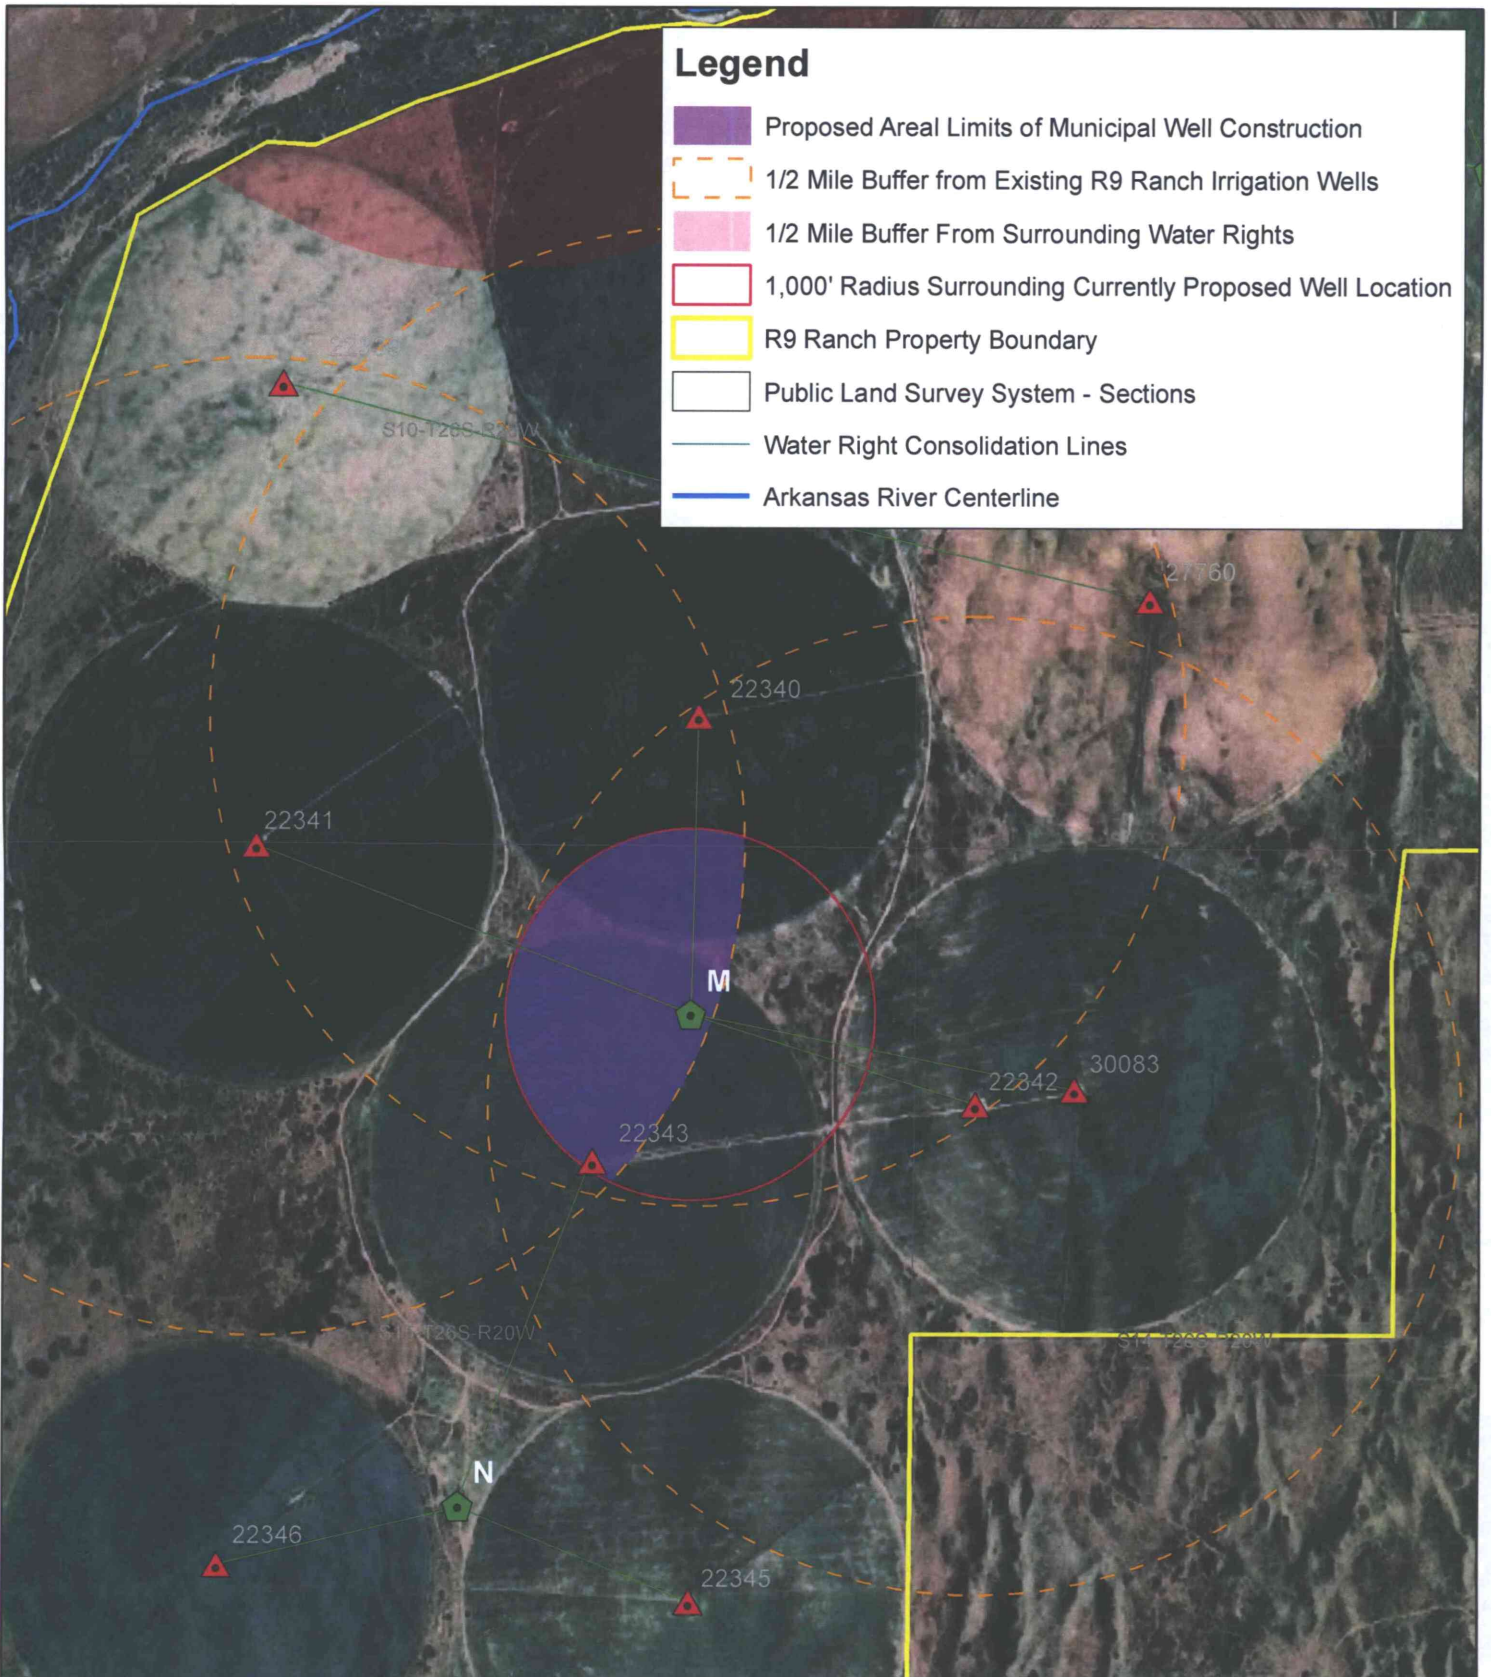 Legend
Proposed Areal Limits of Municipal Well Construction
1/2 Mile Buffer from Existing R9 Ranch Irrigation Wells
1/2 Mile Buffer From Surrounding Water Rights
1,000' Radius Surrounding Currently Proposed Well Location
R9 Ranch Property Boundary
Public Land Survey System - Sections
Water Right Consolidation Lines
Arkansas River Centerline
27760
22340
22341
M
30083
22342
22343
N
22346
22345